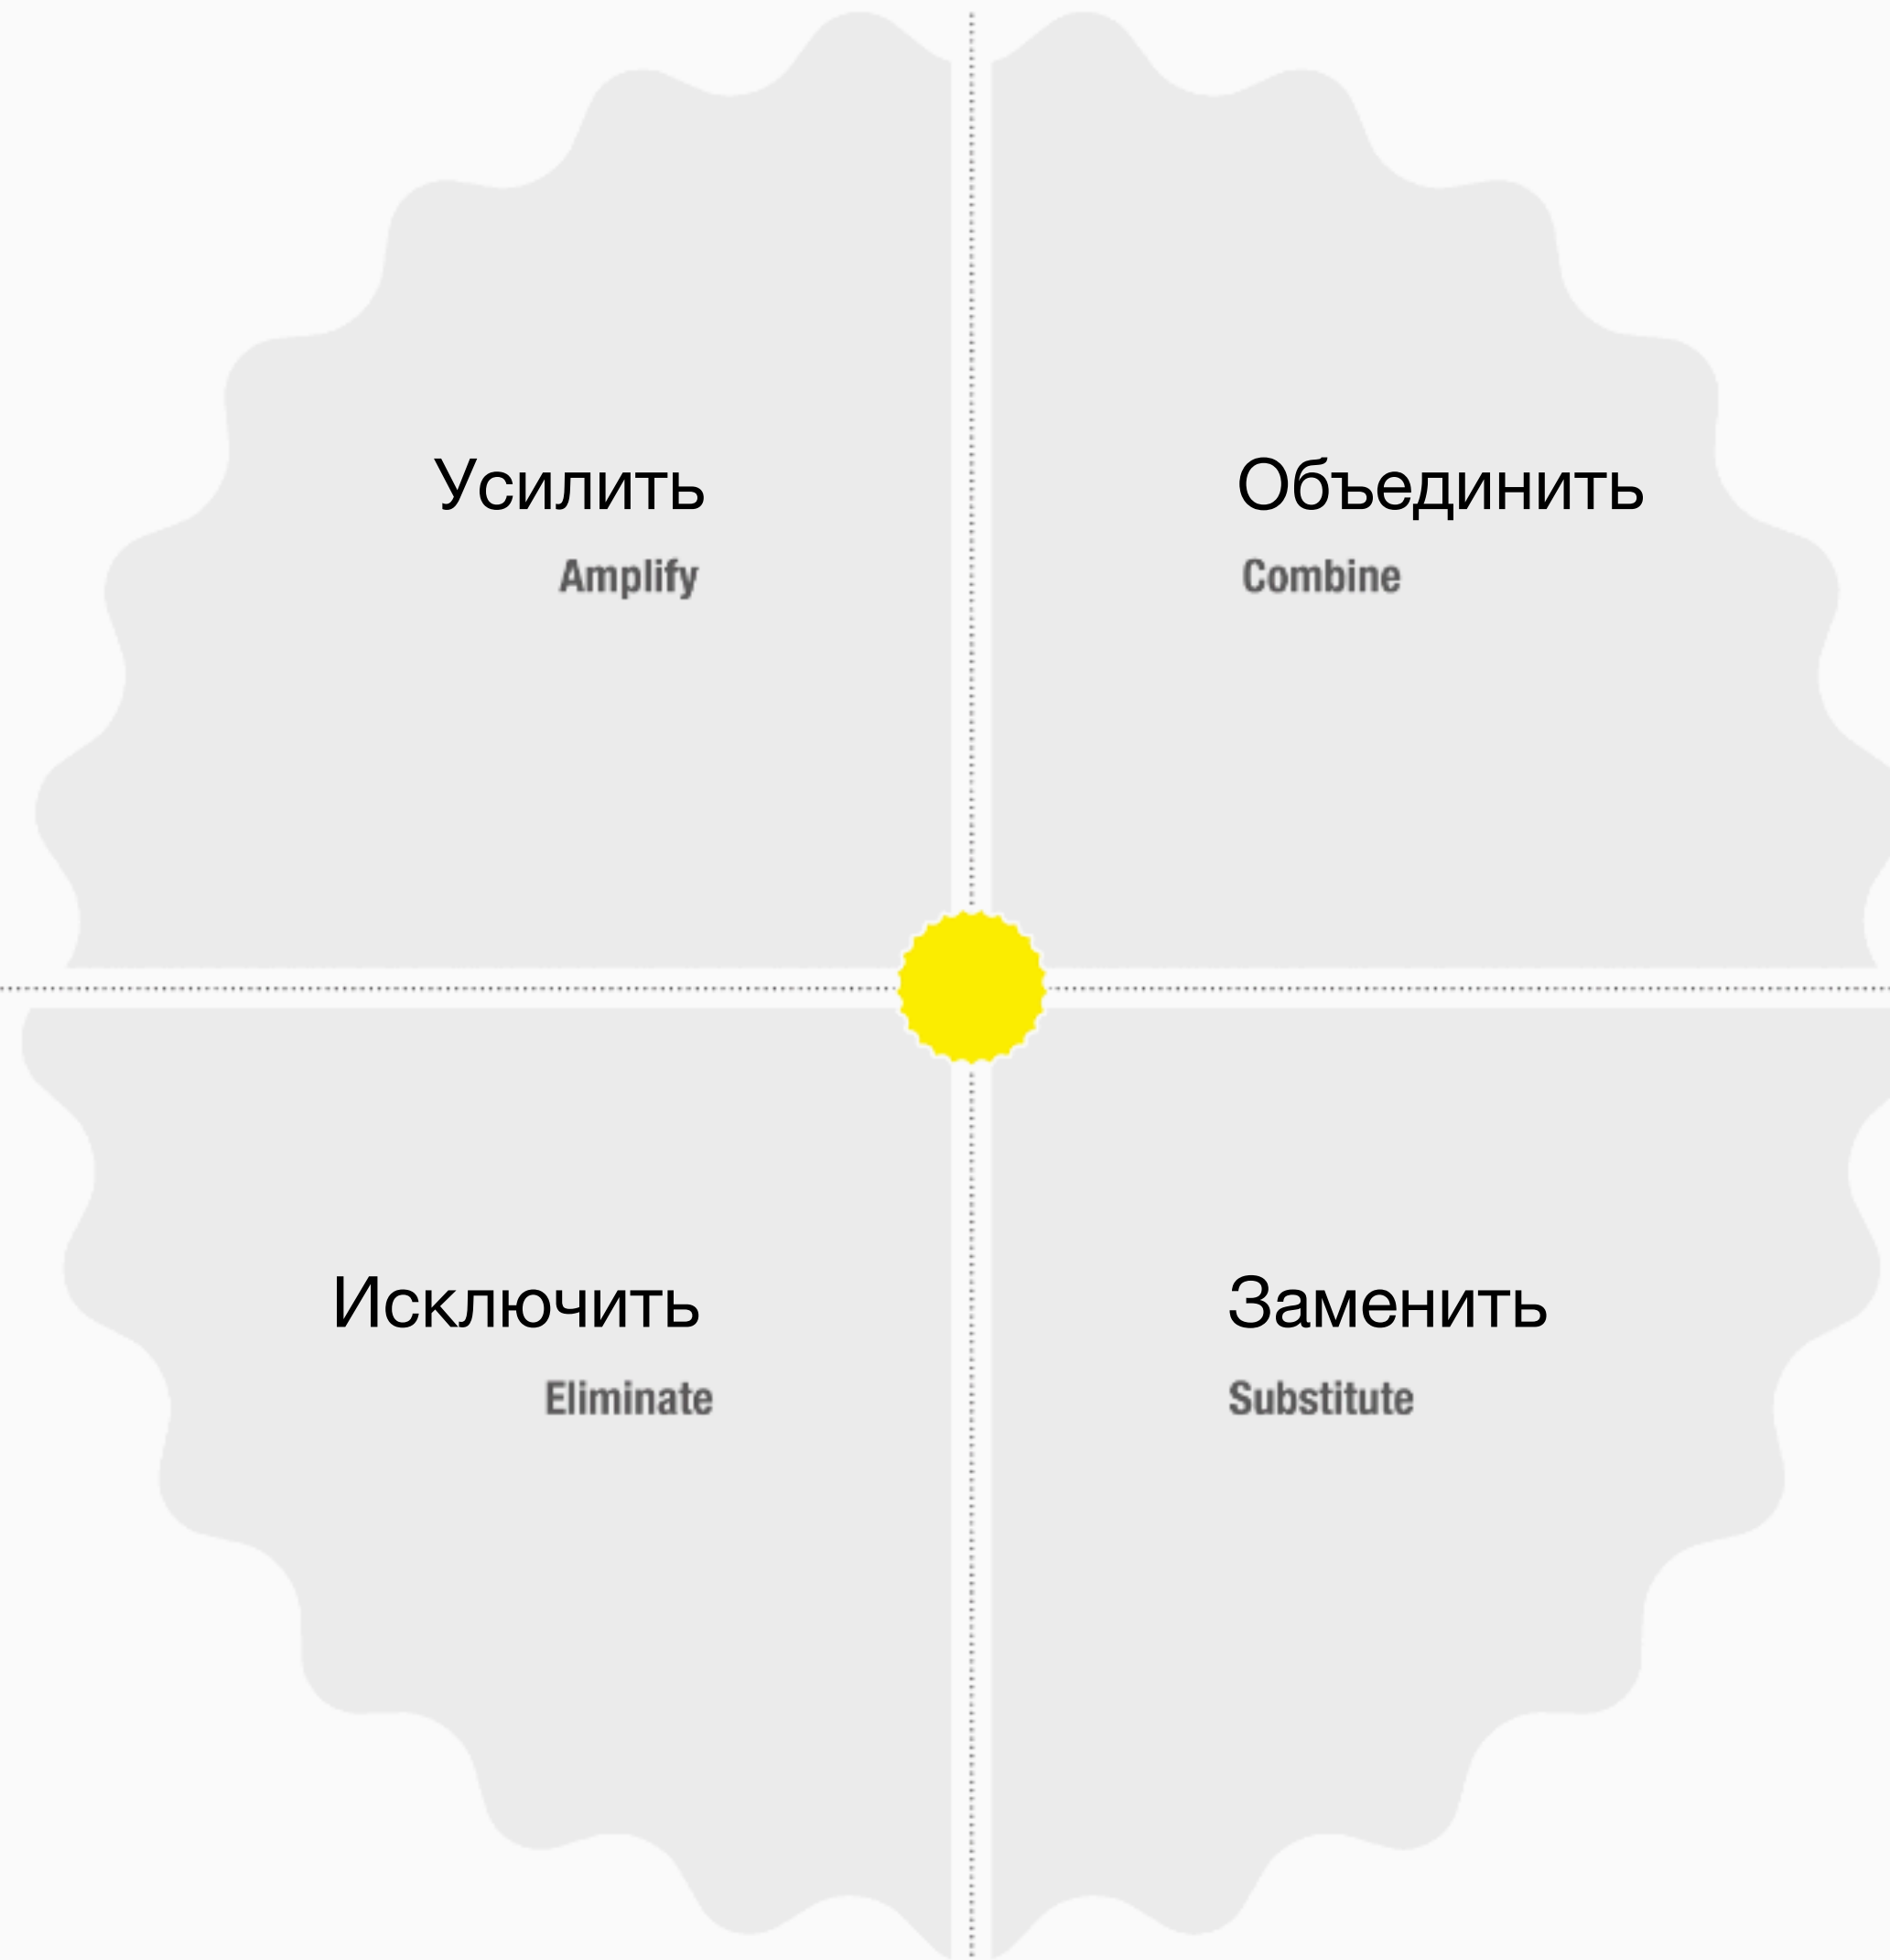 Усилить
Amplify
Объединить
Combine
Исключить
Eliminate
Заменить
Substitute